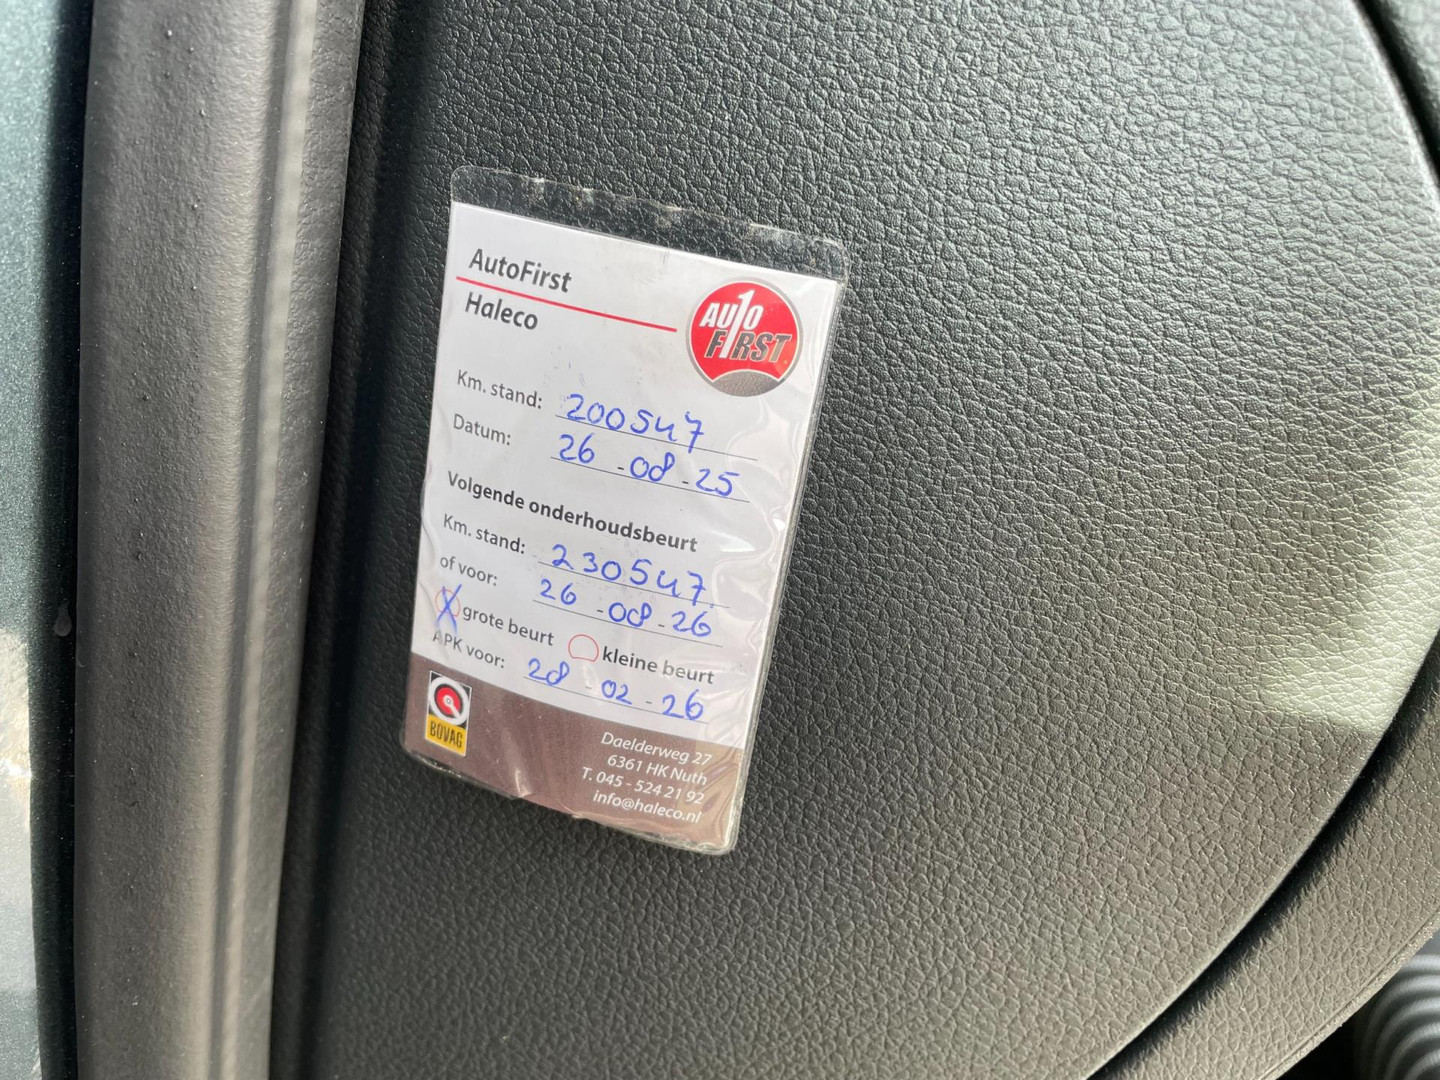 AutoFirst
Haleco
AUTO
FIRST
Km. stand: 200547
Datum: 26-08-25
Volgende onderhoudsbeurt
Km. stand: 230547
of voor: 26-08-26
X grote beurt kleine beurt
APK voor: 28-02-26
BOVAG
Daelderweg 27
6361 HK Nuth
T. 045 - 524 21 92
info@haleco.nl